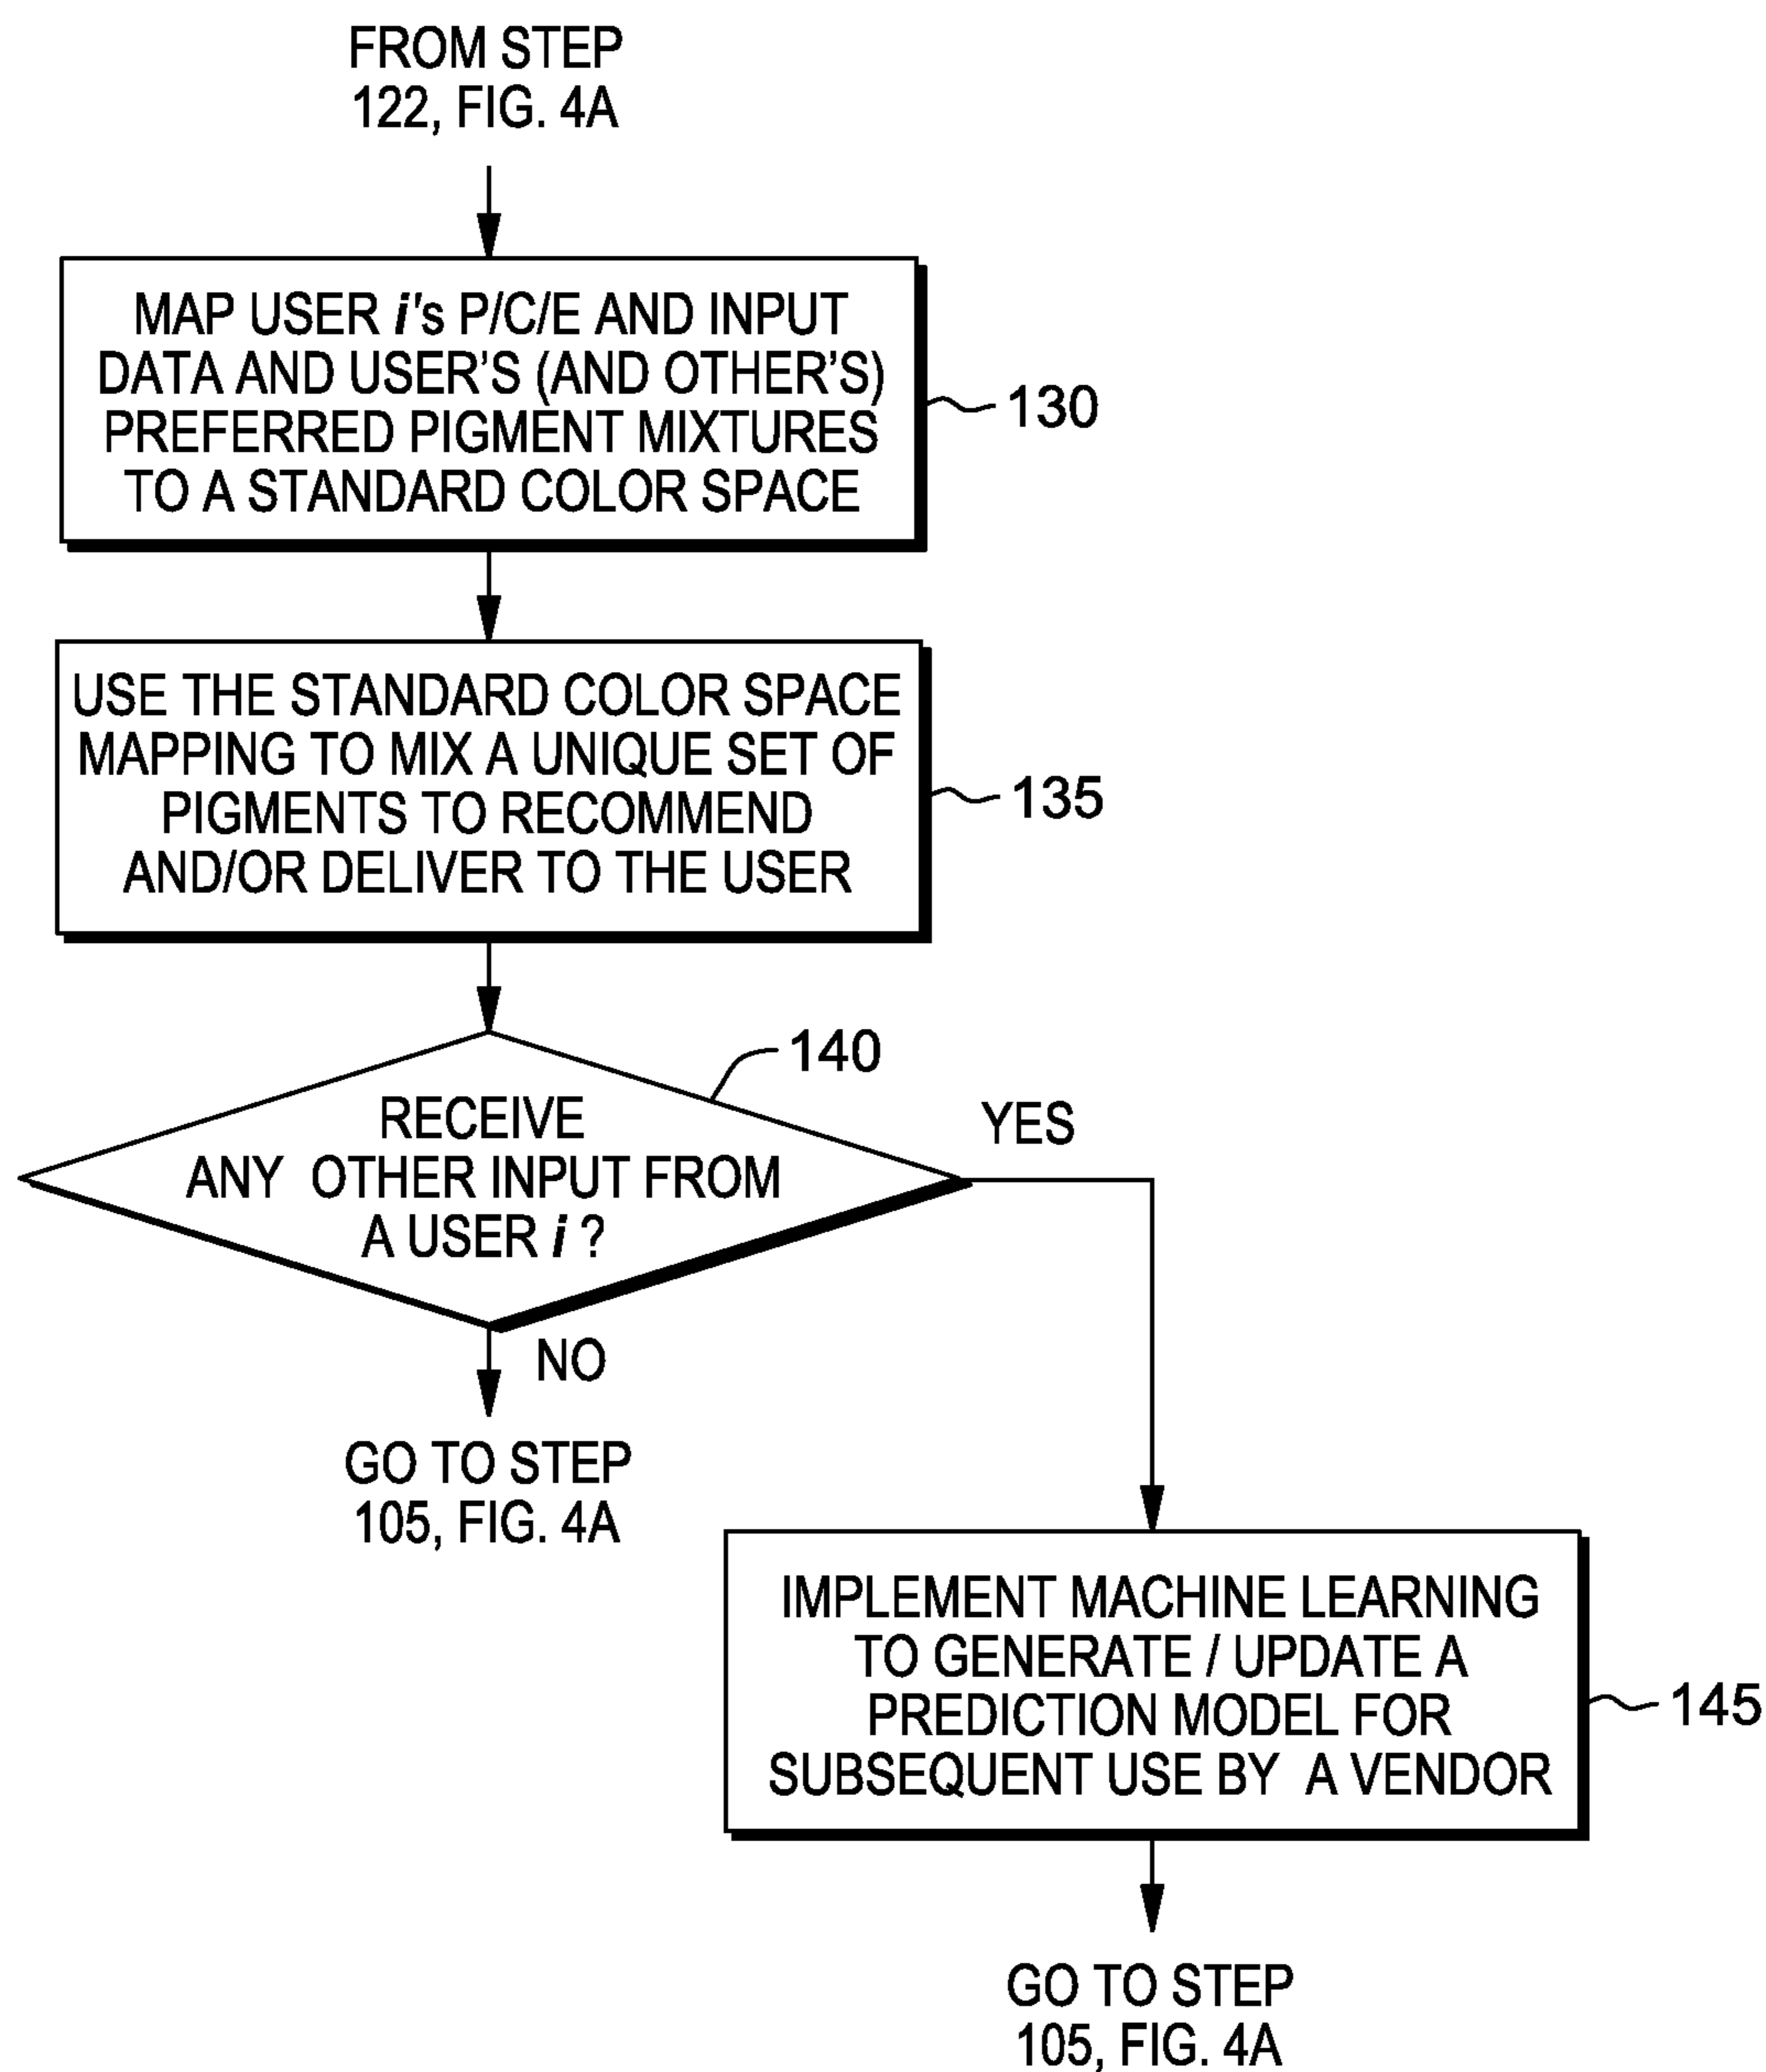 FROM STEP
122, FIG. 4A
MAP USER i's P/C/E AND INPUT
DATA AND USER'S (AND OTHER'S)
PREFERRED PIGMENT MIXTURES
TO A STANDARD COLOR SPACE
130
USE THE STANDARD COLOR SPACE
MAPPING TO MIX A UNIQUE SET OF
PIGMENTS TO RECOMMEND
AND/OR DELIVER TO THE USER
135
140
RECEIVE
ANY OTHER INPUT FROM
A USER i ?
YES
NO
GO TO STEP
105, FIG. 4A
IMPLEMENT MACHINE LEARNING
TO GENERATE / UPDATE A
PREDICTION MODEL FOR
SUBSEQUENT USE BY A VENDOR
145
GO TO STEP
105, FIG. 4A